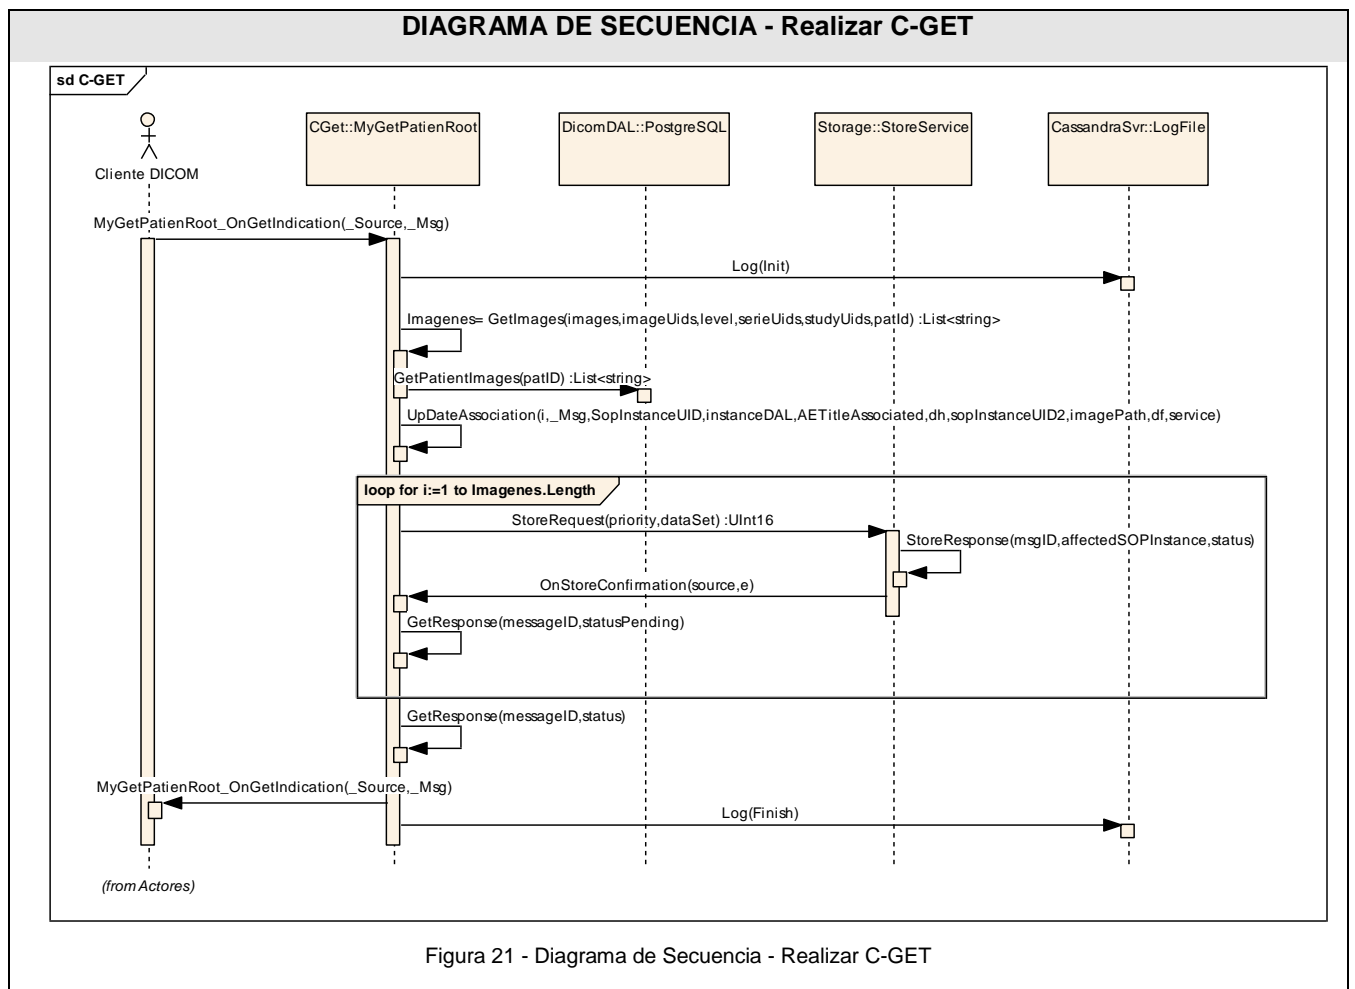 DIAGRAMA DE SECUENCIA - Realizar C-GET
sd C-GET
Cliente DICOM
CGet::MyGetPatienRoot
DicomDAL::PostgreSQL
Storage::StoreService
CassandraSvr::LogFile
MyGetPatienRoot_OnGetIndication(_Source,_Msg)
Log(Init)
Imagenes= GetImages(images,imageUids,level,serieUids,studyUids,patId) :List<string>
GetPatientImages(patID) :List<string>
UpDateAssociation(i,_Msg,SopInstanceUID,instanceDAL,AETitleAssociated,dh,sopInstanceUID2,imagePath,df,service)
loop for i:=1 to Imagenes.Length
StoreRequest(priority,dataSet) :UInt16
StoreResponse(msgID,affectedSOPInstance,status)
OnStoreConfirmation(source,e)
GetResponse(messageID,statusPending)
GetResponse(messageID,status)
MyGetPatienRoot_OnGetIndication(_Source,_Msg)
Log(Finish)
(from Actores)
Figura 21 - Diagrama de Secuencia - Realizar C-GET